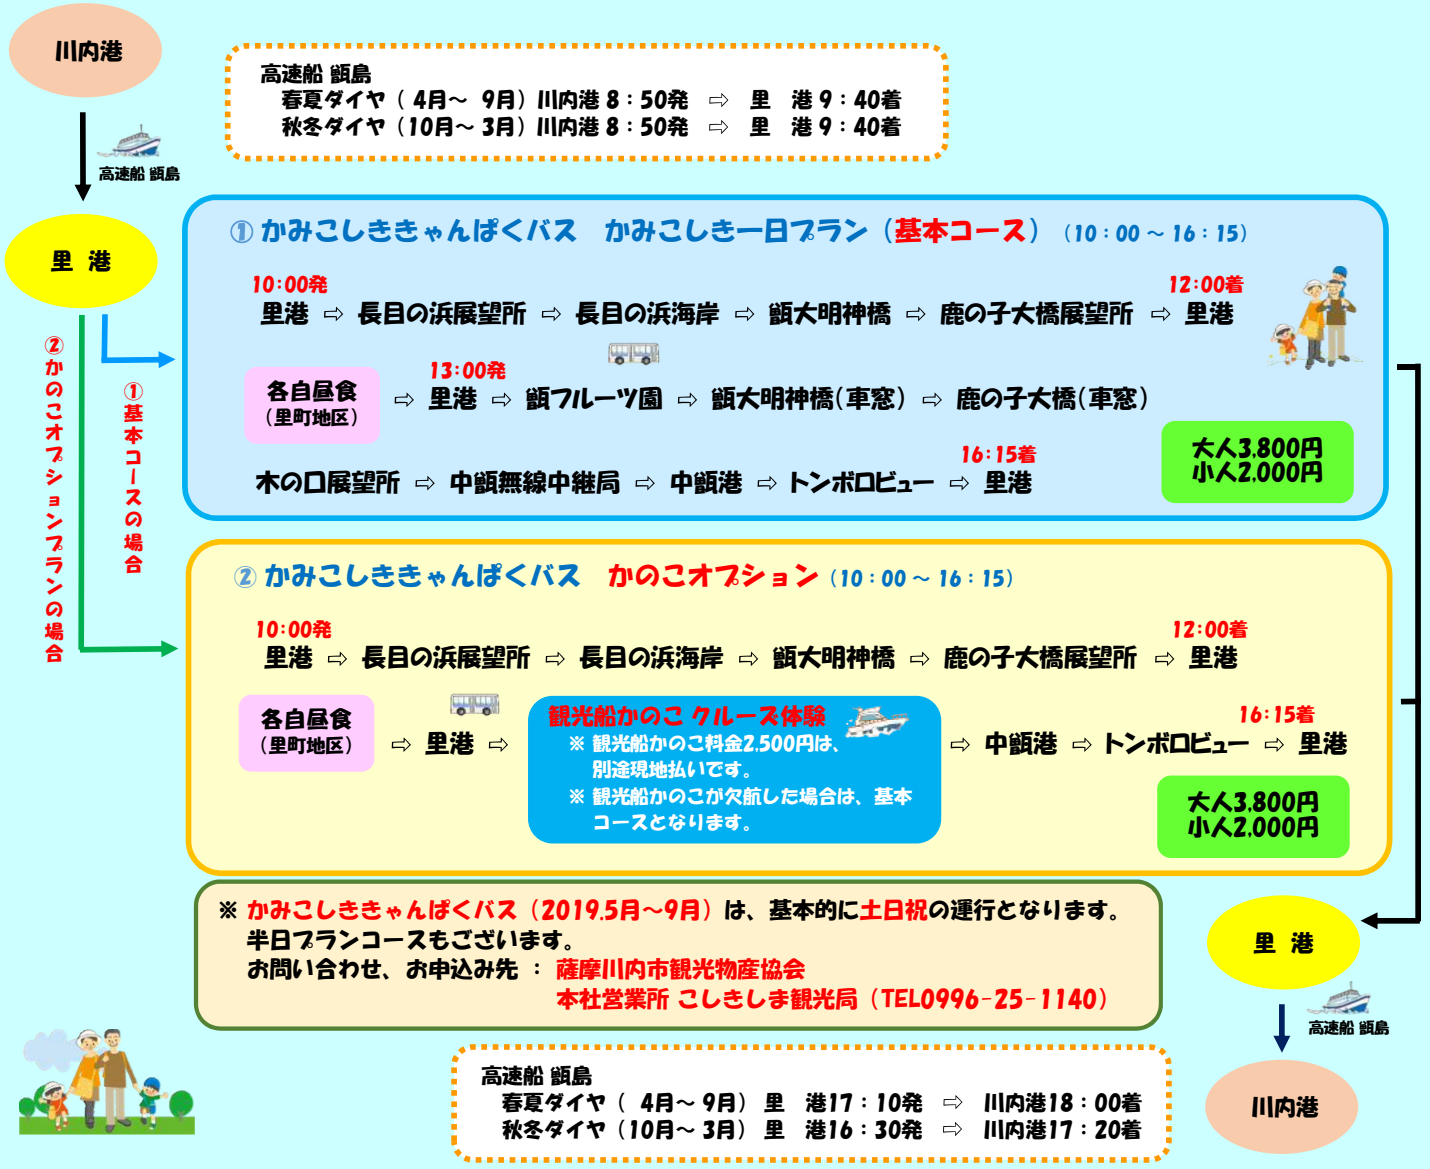 川内港
高速船 甑島
春夏ダイヤ（ 4月～ 9月）川内港 8：50発 ⇨ 里 港 9：40着
秋冬ダイヤ（10月～ 3月）川内港 8：50発 ⇨ 里 港 9：40着
高速船 甑島
里 港
②かのこオプションプランの場合
①基本コースの場合
① かみこしききゃんぱくバス かみこしき一日プラン（基本コース）（10：00 ～ 16：15）
10:00発 12:00着
里港 ⇨ 長目の浜展望所 ⇨ 長目の浜海岸 ⇨ 甑大明神橋 ⇨ 鹿の子大橋展望所 ⇨ 里港
13:00発
各自昼食
（里町地区）
⇨ 里港 ⇨ 甑フルーツ園 ⇨ 甑大明神橋（車窓）⇨ 鹿の子大橋（車窓）
16:15着
木の口展望所 ⇨ 中甑無線中継局 ⇨ 中甑港 ⇨ トンボロビュー ⇨ 里港
大人3,800円
小人2,000円
② かみこしききゃんぱくバス かのこオプション（10：00 ～ 16：15）
10:00発 12:00着
里港 ⇨ 長目の浜展望所 ⇨ 長目の浜海岸 ⇨ 甑大明神橋 ⇨ 鹿の子大橋展望所 ⇨ 里港
各自昼食
（里町地区）
⇨ 里港 ⇨
観光船かのこ クルーズ体験
※ 観光船かのこ料金2,500円は、
別途現地払いです。
※ 観光船かのこが欠航した場合は、基本
コースとなります。
16:15着
⇨ 中甑港 ⇨ トンボロビュー ⇨ 里港
大人3,800円
小人2,000円
※ かみこしききゃんぱくバス（2019.5月～9月）は、基本的に土日祝の運行となります。
半日プランコースもございます。
お問い合わせ、お申込み先 ： 薩摩川内市観光物産協会
本社営業所 こしきしま観光局（TEL0996-25-1140）
里 港
高速船 甑島
川内港
高速船 甑島
春夏ダイヤ（ 4月～ 9月） 里 港17：10発 ⇨ 川内港18：00着
秋冬ダイヤ（10月～ 3月） 里 港16：30発 ⇨ 川内港17：20着